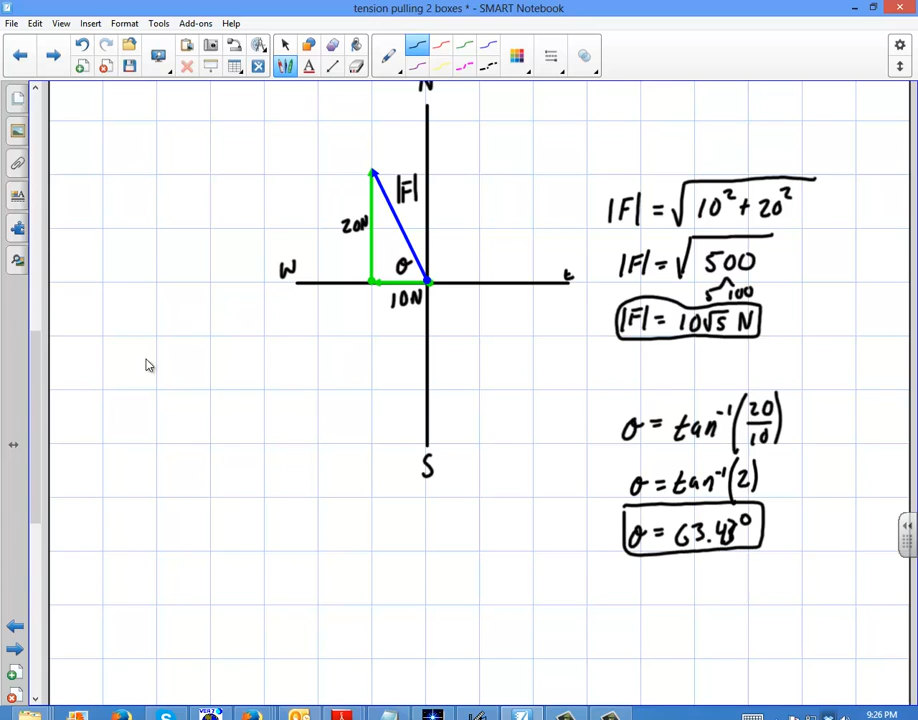 tension pulling 2 boxes * - SMART Notebook
File Edit View Insert Format Tools Add-ons Help
N
|F|
20N
W
θ
E
10N
S
|F| = √10² + 20²
|F| = √500
5 100
|F| = 10√5 N
θ = tan⁻¹(20/10)
θ = tan⁻¹(2)
θ = 63.43°
9:26 PM